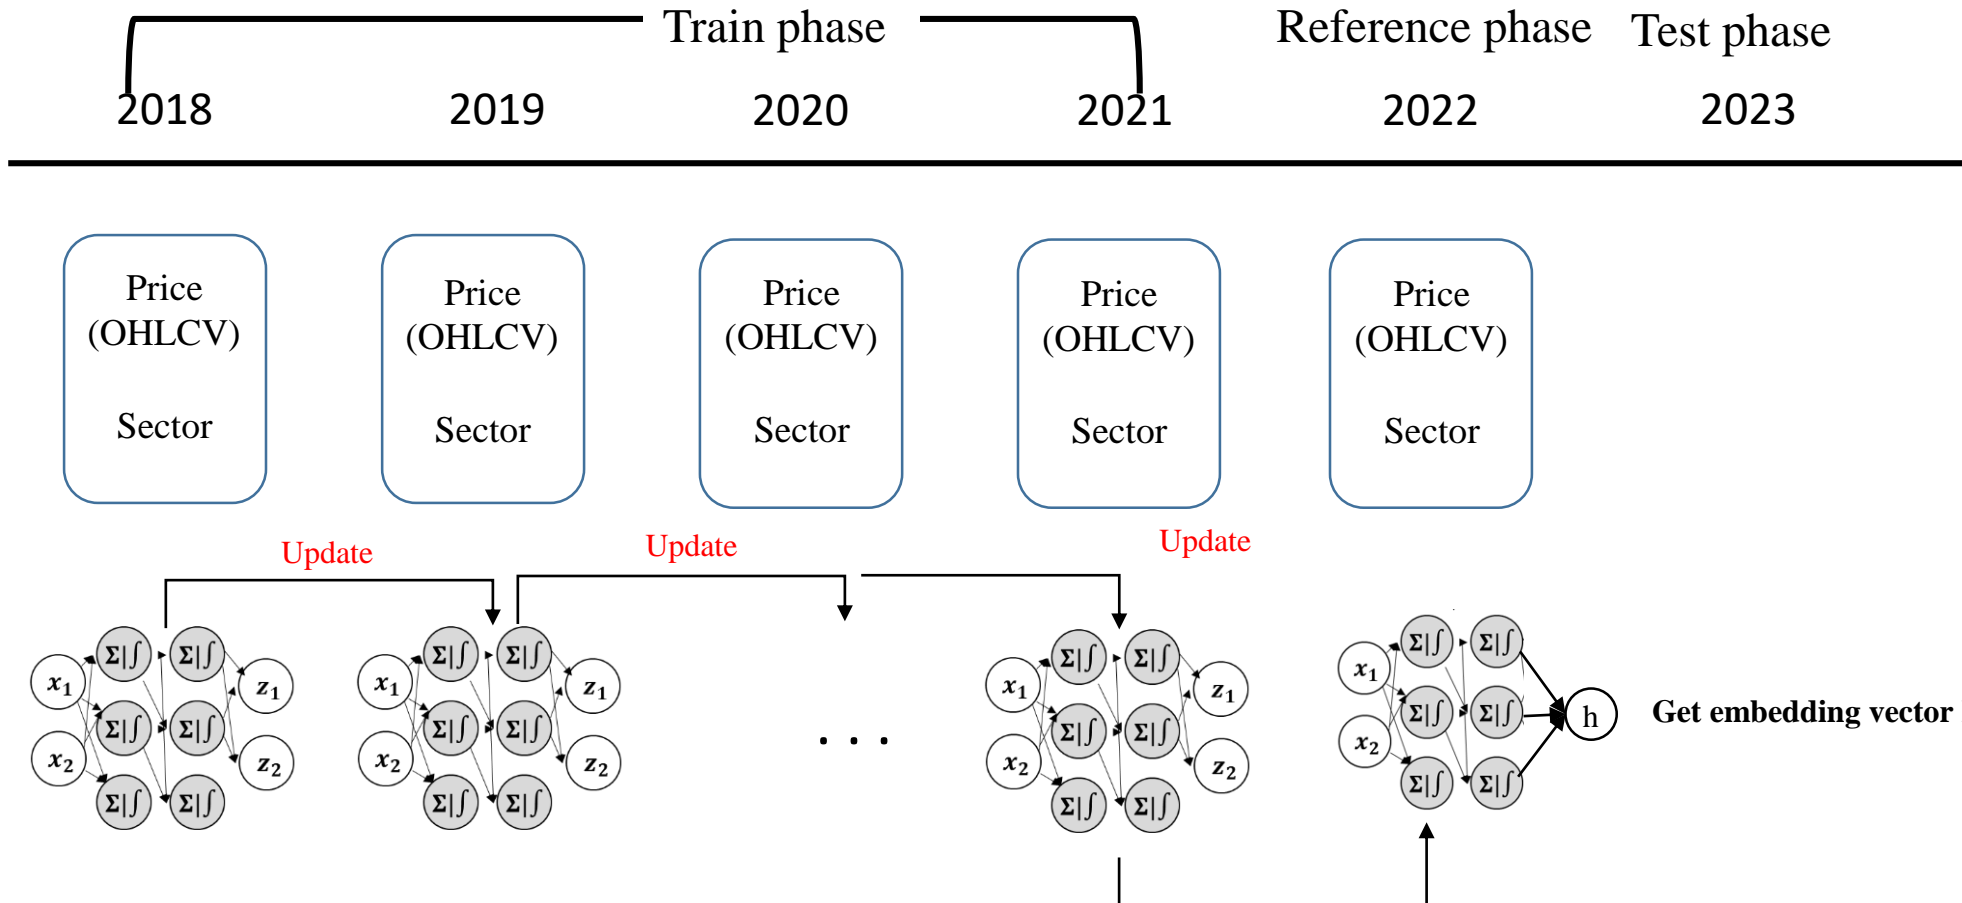 Train phase
Reference phase
Test phase
2018
2019
2020
2021
2022
2023
Price
(OHLCV)
Sector
Price
(OHLCV)
Sector
Price
(OHLCV)
Sector
Price
(OHLCV)
Sector
Price
(OHLCV)
Sector
Update
Update
Update
x₁
x₂
Σ|∫
Σ|∫
Σ|∫
Σ|∫
Σ|∫
Σ|∫
z₁
z₂
x₁
x₂
Σ|∫
Σ|∫
Σ|∫
Σ|∫
Σ|∫
Σ|∫
z₁
z₂
. . .
x₁
x₂
Σ|∫
Σ|∫
Σ|∫
Σ|∫
Σ|∫
Σ|∫
z₁
z₂
x₁
x₂
Σ|∫
Σ|∫
Σ|∫
Σ|∫
Σ|∫
Σ|∫
h
Get embedding vector